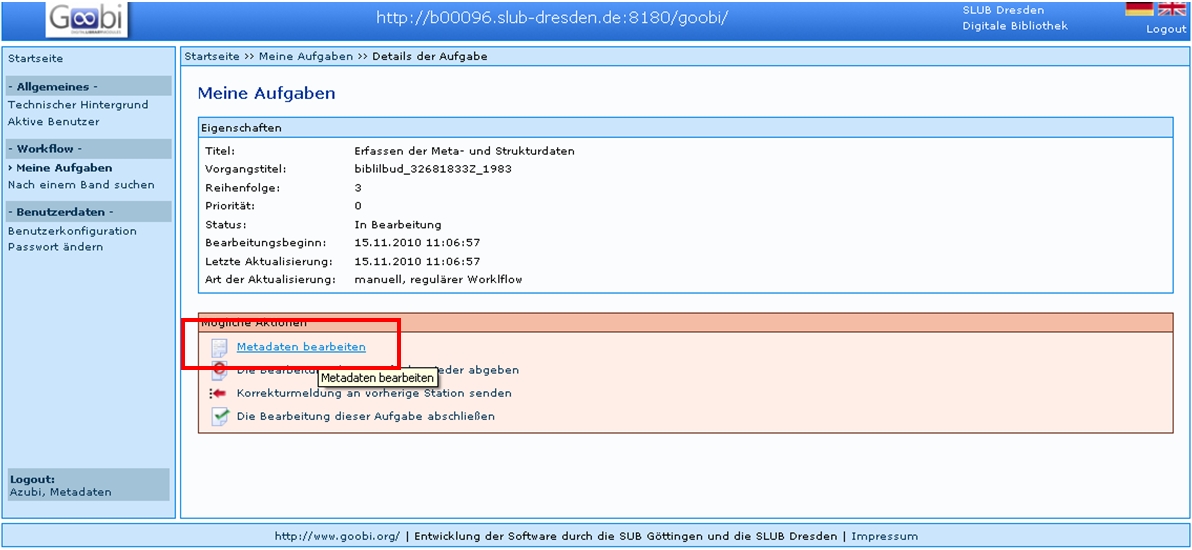 Goobi
http://b00096.slub-dresden.de:8180/goobi/
SLUB Dresden
Digitale Bibliothek
Logout
Startseite
- Allgemeines -
Technischer Hintergrund
Aktive Benutzer
- Workflow -
› Meine Aufgaben
Nach einem Band suchen
- Benutzerdaten -
Benutzerkonfiguration
Passwort ändern
Logout:
Azubi, Metadaten
Startseite >> Meine Aufgaben >> Details der Aufgabe
Meine Aufgaben
Eigenschaften
Titel: Erfassen der Meta- und Strukturdaten
Vorgangstitel: biblilbud_32681833Z_1983
Reihenfolge: 3
Priorität: 0
Status: In Bearbeitung
Bearbeitungsbeginn: 15.11.2010 11:06:57
Letzte Aktualisierung: 15.11.2010 11:06:57
Art der Aktualisierung: manuell, regulärer Worklflow
Mögliche Aktionen
Metadaten bearbeiten
Die Bearbeitung abgeben
Metadaten bearbeiten
Korrekturmeldung an vorherige Station senden
Die Bearbeitung dieser Aufgabe abschließen
http://www.goobi.org/ | Entwicklung der Software durch die SUB Göttingen und die SLUB Dresden | Impressum